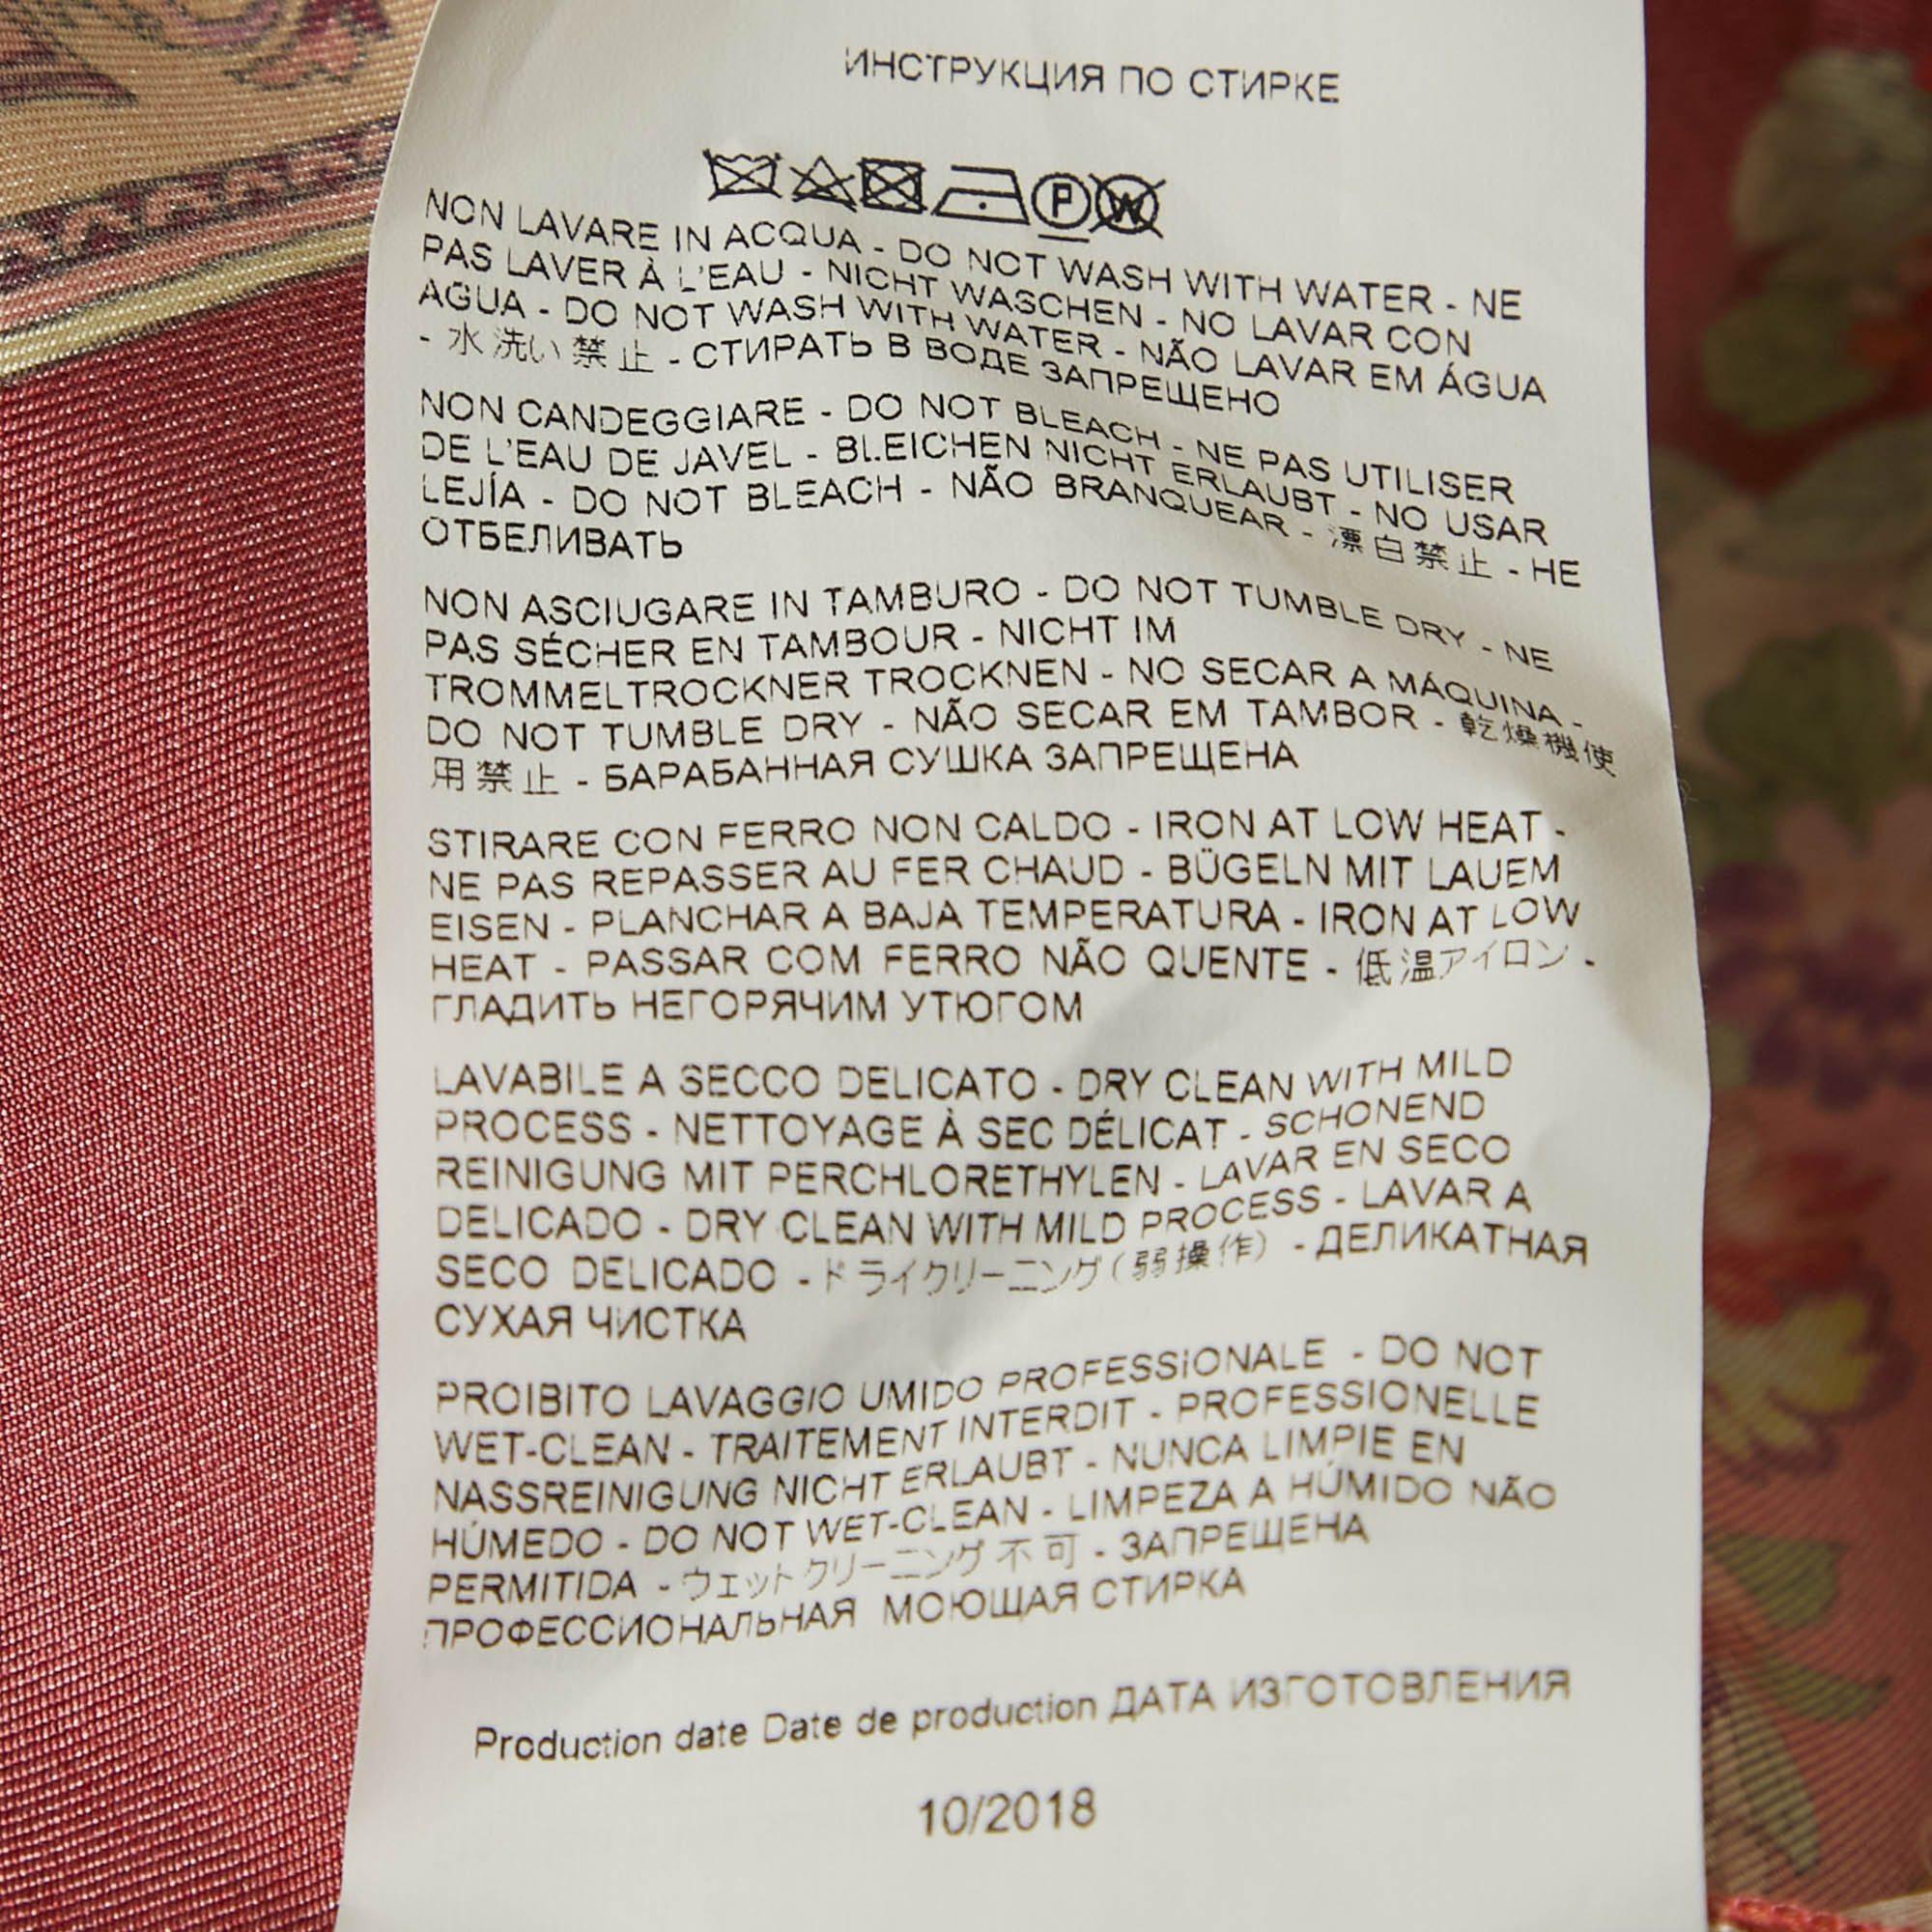 ИНСТРУКЦИЯ ПО СТИРКЕ
P W
NON LAVARE IN ACQUA - DO NOT WASH WITH WATER - NE
PAS LAVER À L'EAU - NICHT WASCHEN - NO LAVAR CON
AGUA - DO NOT WASH WITH WATER - NÃO LAVAR EM ÁGUA
- 水洗い禁止 - СТИРАТЬ В ВОДЕ ЗАПРЕЩЕНО
NON CANDEGGIARE - DO NOT BLEACH - NE PAS UTILISER
DE L'EAU DE JAVEL - BLEICHEN NICHT ERLAUBT - NO USAR
LEJÍA - DO NOT BLEACH - NÃO BRANQUEAR - 漂白禁止 - НЕ
ОТБЕЛИВАТЬ
NON ASCIUGARE IN TAMBURO - DO NOT TUMBLE DRY - NE
PAS SÉCHER EN TAMBOUR - NICHT IM
TROMMELTROCKNER TROCKNEN - NO SECAR A MÁQUINA -
DO NOT TUMBLE DRY - NÃO SECAR EM TAMBOR - 乾燥機使
用禁止 - БАРАБАННАЯ СУШКА ЗАПРЕЩЕНА
STIRARE CON FERRO NON CALDO - IRON AT LOW HEAT -
NE PAS REPASSER AU FER CHAUD - BÜGELN MIT LAUEM
EISEN - PLANCHAR A BAJA TEMPERATURA - IRON AT LOW
HEAT - PASSAR COM FERRO NÃO QUENTE - 低温アイロン -
ГЛАДИТЬ НЕГОРЯЧИМ УТЮГОМ
LAVABILE A SECCO DELICATO - DRY CLEAN WITH MILD
PROCESS - NETTOYAGE À SEC DÉLICAT - SCHONEND
REINIGUNG MIT PERCHLORETHYLEN - LAVAR EN SECO
DELICADO - DRY CLEAN WITH MILD PROCESS - LAVAR A
SECO DELICADO - ドライクリーニング(弱操作) - ДЕЛИКАТНАЯ
СУХАЯ ЧИСТКА
PROIBITO LAVAGGIO UMIDO PROFESSIONALE - DO NOT
WET-CLEAN - TRAITEMENT INTERDIT - PROFESSIONELLE
NASSREINIGUNG NICHT ERLAUBT - NUNCA LIMPIE EN
HÚMEDO - DO NOT WET-CLEAN - LIMPEZA A HÚMIDO NÃO
PERMITIDA - ウェットクリーニング不可 - ЗАПРЕЩЕНА
ПРОФЕССИОНАЛЬНАЯ МОЮЩАЯ СТИРКА
Production date Date de production ДАТА ИЗГОТОВЛЕНИЯ
10/2018